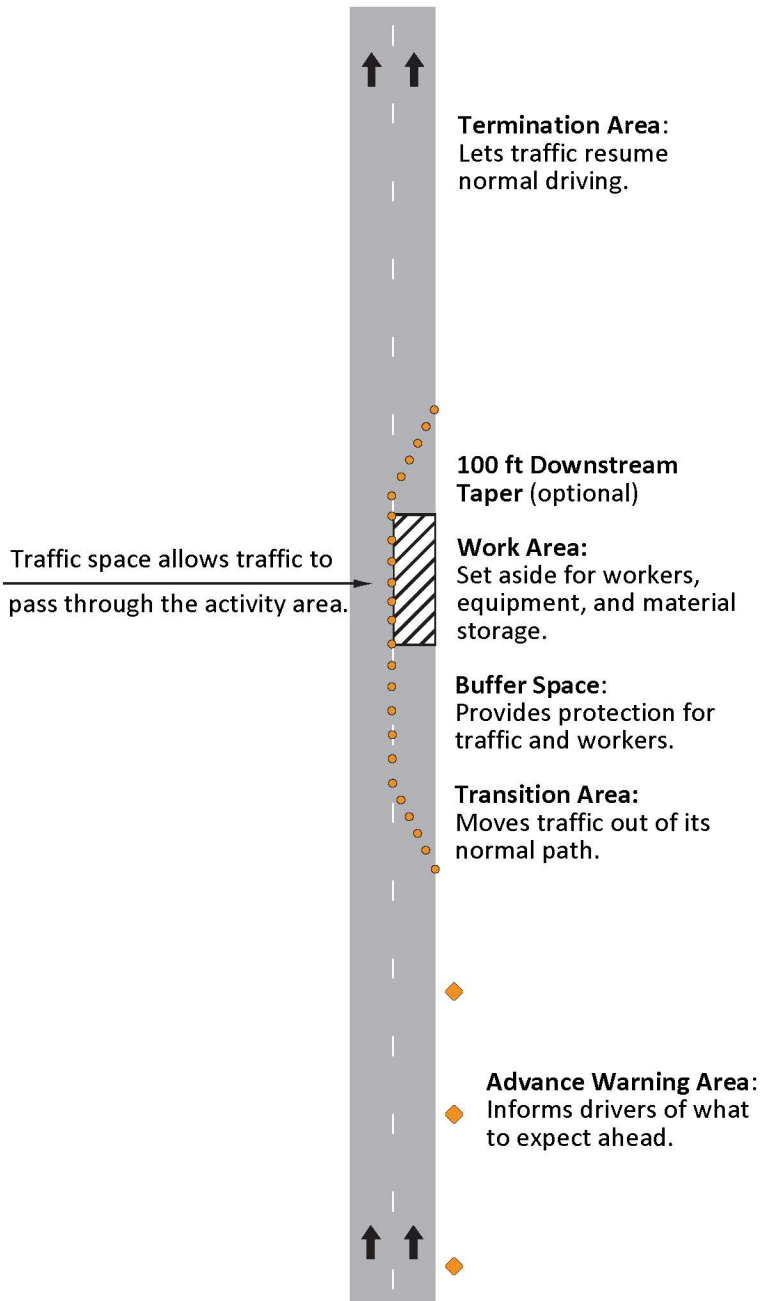 Termination Area:
Lets traffic resume
normal driving.
100 ft Downstream
Taper (optional)
Work Area:
Set aside for workers,
equipment, and material
storage.
Traffic space allows traffic to
pass through the activity area.
Buffer Space:
Provides protection for
traffic and workers.
Transition Area:
Moves traffic out of its
normal path.
Advance Warning Area:
Informs drivers of what
to expect ahead.